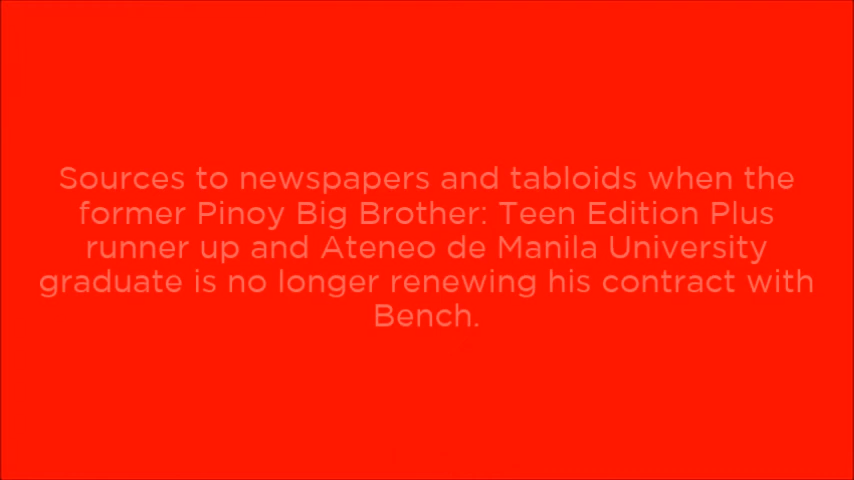 Sources to newspapers and tabloids when the
former Pinoy Big Brother: Teen Edition Plus
runner up and Ateneo de Manila University
graduate is no longer renewing his contract with
Bench.